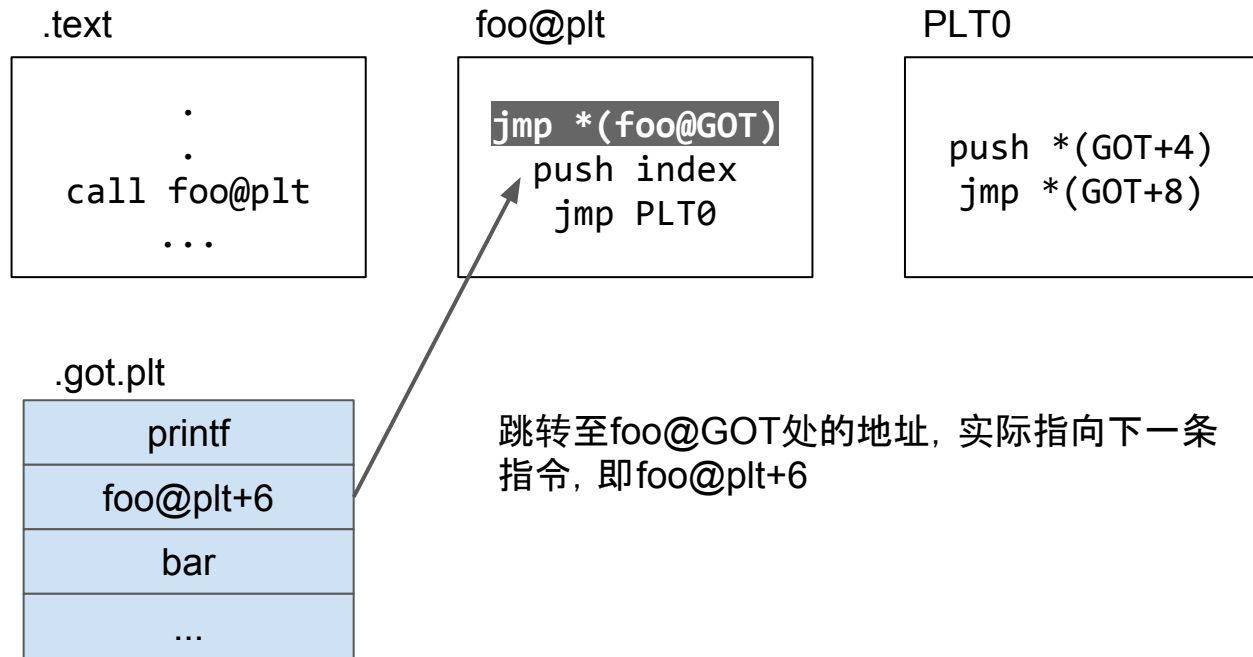 .text
.
.
call foo@plt
...
foo@plt
jmp *(foo@GOT)
push index
jmp PLT0
PLT0
push *(GOT+4)
jmp *(GOT+8)
.got.plt
printf
foo@plt+6
bar
...
跳转至foo@GOT处的地址, 实际指向下一条
指令, 即foo@plt+6